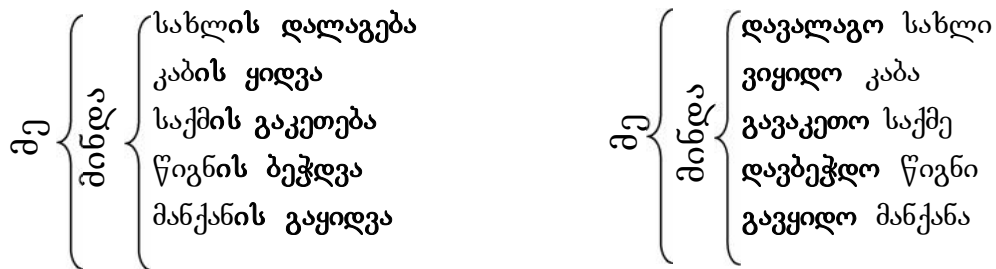 მე
მინდა
სახლის დალაგება
კაბის ყიდვა
საქმის გაკეთება
წიგნის ბეჭდვა
მანქანის გაყიდვა
მე
მინდა
დავალაგო სახლი
ვიყიდო კაბა
გავაკეთო საქმე
დავბეჭდო წიგნი
გავყიდო მანქანა